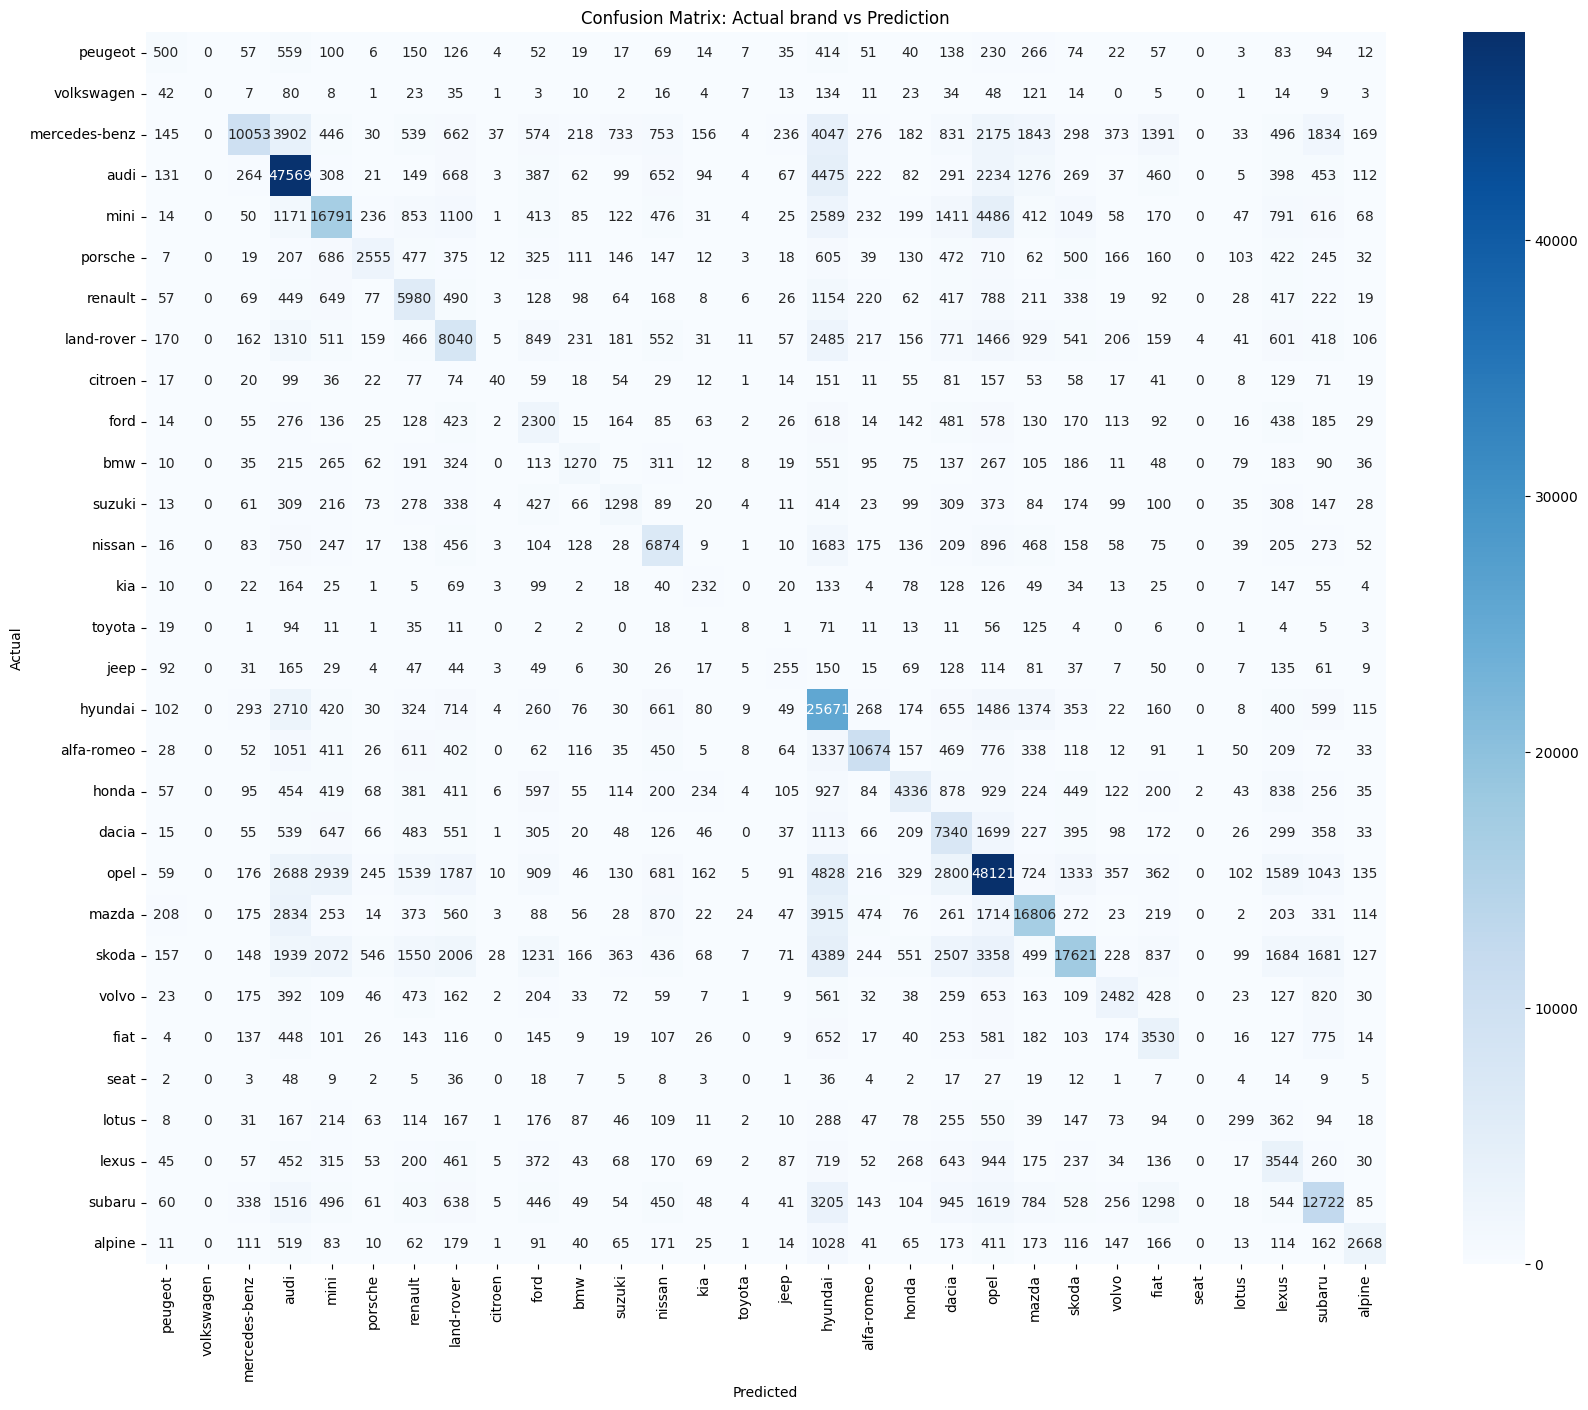 Confusion Matrix: Actual brand vs Prediction
peugeot 500 0 57 559 100 6 150 126 4 52 19 17 69 14 7 35 414 51 40 138 230 266 74 22 57 0 3 83 94 12
volkswagen 42 0 7 80 8 1 23 35 1 3 10 2 16 4 7 13 134 11 23 34 48 121 14 0 5 0 1 14 9 3
mercedes-benz 145 0 10053 3902 446 30 539 662 37 574 218 733 753 156 4 236 4047 276 182 831 2175 1843 298 373 1391 0 33 496 1834 169
audi 131 0 264 47569 308 21 149 668 3 387 62 99 652 94 4 67 4475 222 82 291 2234 1276 269 37 460 0 5 398 453 112
mini 14 0 50 1171 16791 236 853 1100 1 413 85 122 476 31 4 25 2589 232 199 1411 4486 412 1049 58 170 0 47 791 616 68
porsche 7 0 19 207 686 2555 477 375 12 325 111 146 147 12 3 18 605 39 130 472 710 62 500 166 160 0 103 422 245 32
renault 57 0 69 449 649 77 5980 490 3 128 98 64 168 8 6 26 1154 220 62 417 788 211 338 19 92 0 28 417 222 19
land-rover 170 0 162 1310 511 159 466 8040 5 849 231 181 552 31 11 57 2485 217 156 771 1466 929 541 206 159 4 41 601 418 106
citroen 17 0 20 99 36 22 77 74 40 59 18 54 29 12 1 14 151 11 55 81 157 53 58 17 41 0 8 129 71 19
ford 14 0 55 276 136 25 128 423 2 2300 15 164 85 63 2 26 618 14 142 481 578 130 170 113 92 0 16 438 185 29
bmw 10 0 35 215 265 62 191 324 0 113 1270 75 311 12 8 19 551 95 75 137 267 105 186 11 48 0 79 183 90 36
suzuki 13 0 61 309 216 73 278 338 4 427 66 1298 89 20 4 11 414 23 99 309 373 84 174 99 100 0 35 308 147 28
nissan 16 0 83 750 247 17 138 456 3 104 128 28 6874 9 1 10 1683 175 136 209 896 468 158 58 75 0 39 205 273 52
kia 10 0 22 164 25 1 5 69 3 99 2 18 40 232 0 20 133 4 78 128 126 49 34 13 25 0 7 147 55 4
toyota 19 0 1 94 11 1 35 11 0 2 2 0 18 1 8 1 71 11 13 11 56 125 4 0 6 0 1 4 5 3
jeep 92 0 31 165 29 4 47 44 3 49 6 30 26 17 5 255 150 15 69 128 114 81 37 7 50 0 7 135 61 9
hyundai 102 0 293 2710 420 30 324 714 4 260 76 30 661 80 9 49 25671 268 174 655 1486 1374 353 22 160 0 8 400 599 115
alfa-romeo 28 0 52 1051 411 26 611 402 0 62 116 35 450 5 8 64 1337 10674 157 469 776 338 118 12 91 1 50 209 72 33
honda 57 0 95 454 419 68 381 411 6 597 55 114 200 234 4 105 927 84 4336 878 929 224 449 122 200 2 43 838 256 35
dacia 15 0 55 539 647 66 483 551 1 305 20 48 126 46 0 37 1113 66 209 7340 1699 227 395 98 172 0 26 299 358 33
opel 59 0 176 2688 2939 245 1539 1787 10 909 46 130 681 162 5 91 4828 216 329 2800 48121 724 1333 357 362 0 102 1589 1043 135
mazda 208 0 175 2834 253 14 373 560 3 88 56 28 870 22 24 47 3915 474 76 261 1714 16806 272 23 219 0 2 203 331 114
skoda 157 0 148 1939 2072 546 1550 2006 28 1231 166 363 436 68 7 71 4389 244 551 2507 3358 499 17621 228 837 0 99 1684 1681 127
volvo 23 0 175 392 109 46 473 162 2 204 33 72 59 7 1 9 561 32 38 259 653 163 109 2482 428 0 23 127 820 30
fiat 4 0 137 448 101 26 143 116 0 145 9 19 107 26 0 9 652 17 40 253 581 182 103 174 3530 0 16 127 775 14
seat 2 0 3 48 9 2 5 36 0 18 7 5 8 3 0 1 36 4 2 17 27 19 12 1 7 0 4 14 9 5
lotus 8 0 31 167 214 63 114 167 1 176 87 46 109 11 2 10 288 47 78 255 550 39 147 73 94 0 299 362 94 18
lexus 45 0 57 452 315 53 200 461 5 372 43 68 170 69 2 87 719 52 268 643 944 175 237 34 136 0 17 3544 260 30
subaru 60 0 338 1516 496 61 403 638 5 446 49 54 450 48 4 41 3205 143 104 945 1619 784 528 256 1298 0 18 544 12722 85
alpine 11 0 111 519 83 10 62 179 1 91 40 65 171 25 1 14 1028 41 65 173 411 173 116 147 166 0 13 114 162 2668
peugeot volkswagen mercedes-benz audi mini porsche renault land-rover citroen ford bmw suzuki nissan kia toyota jeep hyundai alfa-romeo honda dacia opel mazda skoda volvo fiat seat lotus lexus subaru alpine
Predicted
Actual
40000
30000
20000
10000
0